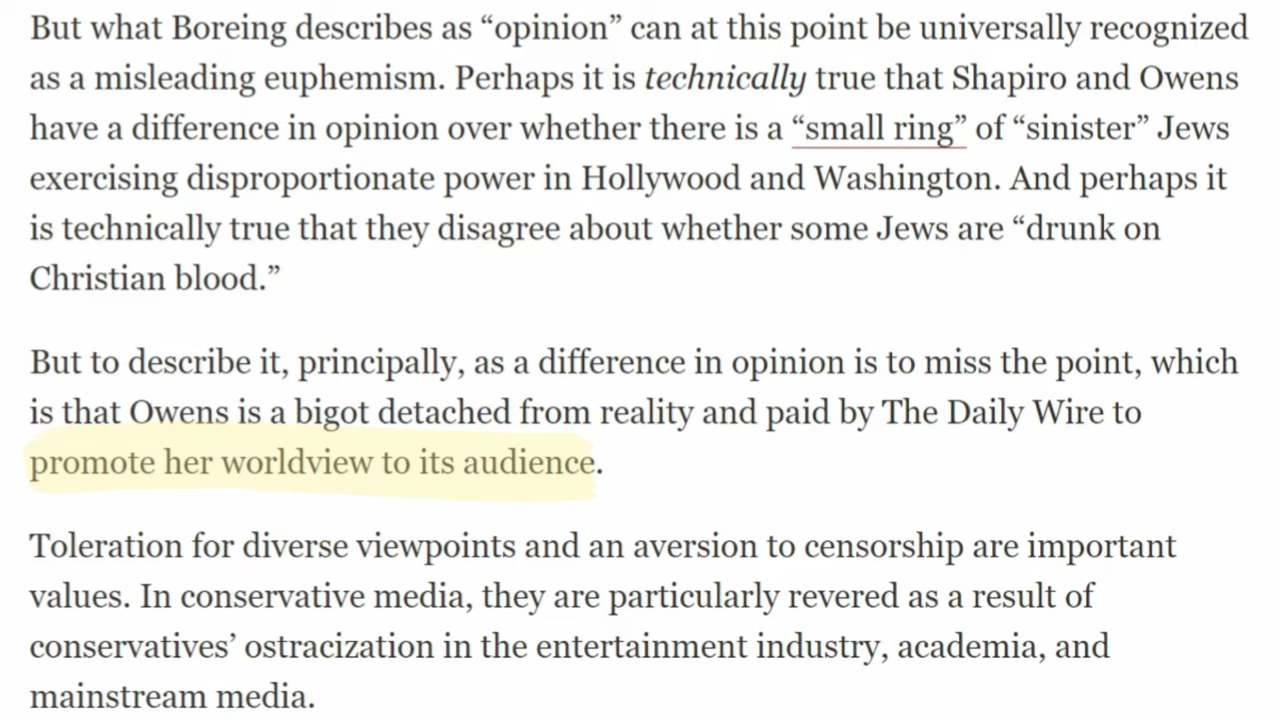 But what Boreing describes as “opinion” can at this point be universally recognized
as a misleading euphemism. Perhaps it is technically true that Shapiro and Owens
have a difference in opinion over whether there is a “small ring” of “sinister” Jews
exercising disproportionate power in Hollywood and Washington. And perhaps it
is technically true that they disagree about whether some Jews are “drunk on
Christian blood.”
But to describe it, principally, as a difference in opinion is to miss the point, which
is that Owens is a bigot detached from reality and paid by The Daily Wire to
promote her worldview to its audience.
Toleration for diverse viewpoints and an aversion to censorship are important
values. In conservative media, they are particularly revered as a result of
conservatives’ ostracization in the entertainment industry, academia, and
mainstream media.